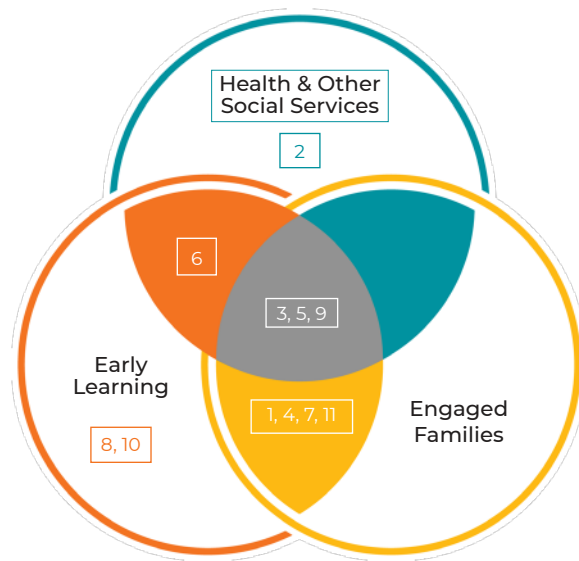 Health & Other
Social Services
2
6
3, 5, 9
Early
Learning
1, 4, 7, 11
Engaged
Families
8, 10